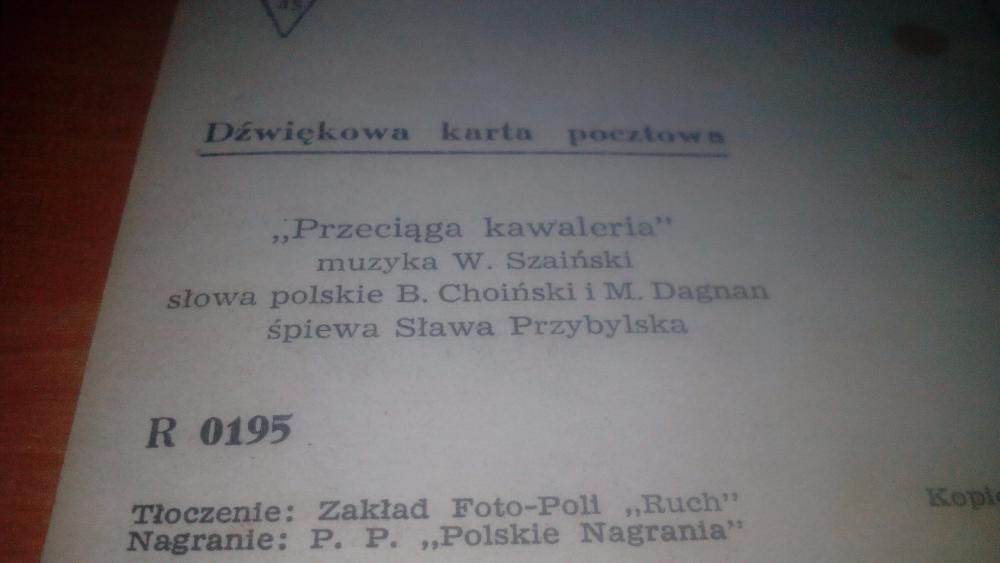 Dźwiękowa karta pocztowa
„Przeciąga kawaleria”
muzyka W. Szaiński
słowa polskie B. Choiński i M. Dagnan
śpiewa Sława Przybylska
R 0195
Tłoczenie: Zakład Foto-Poli „Ruch”
Nagranie: P. P. „Polskie Nagrania”